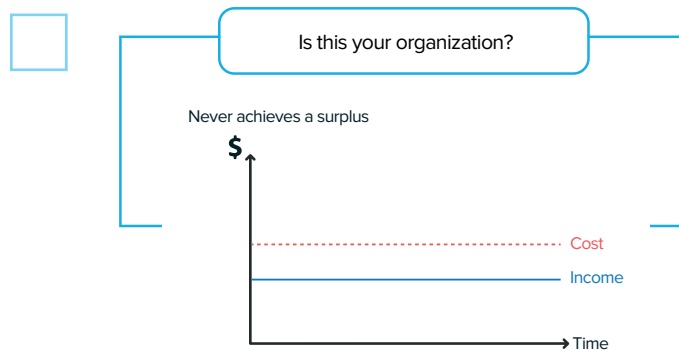 Is this your organization?
Never achieves a surplus
$
Cost
Income
Time